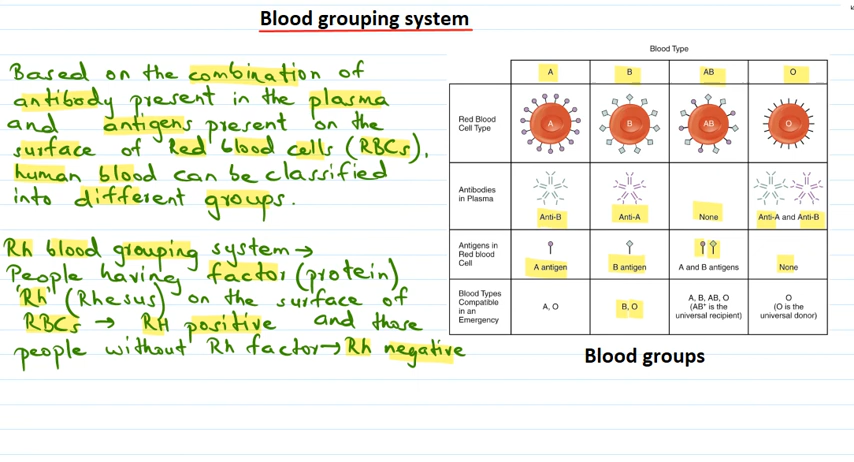 Blood grouping system
Based on the combination of
antibody present in the plasma
and antigens present on the
surface of Red blood cells (RBCs),
human blood can be classified
into different groups.
Rh blood grouping system →
People having factor (protein)
'Rh' (Rhesus) on the surface of
RBCs → RH positive and those
people without Rh factor → Rh negative
Blood Type
A B AB O
Red Blood
Cell Type
A B AB O
Antibodies
in Plasma
Anti-B Anti-A None Anti-A and Anti-B
Antigens in
Red blood
Cell
A antigen B antigen A and B antigens None
Blood Types
Compatible
in an
Emergency
A, O
B, O
A, B, AB, O
(AB⁺ is the
universal recipient)
O
(O is the
universal donor)
Blood groups